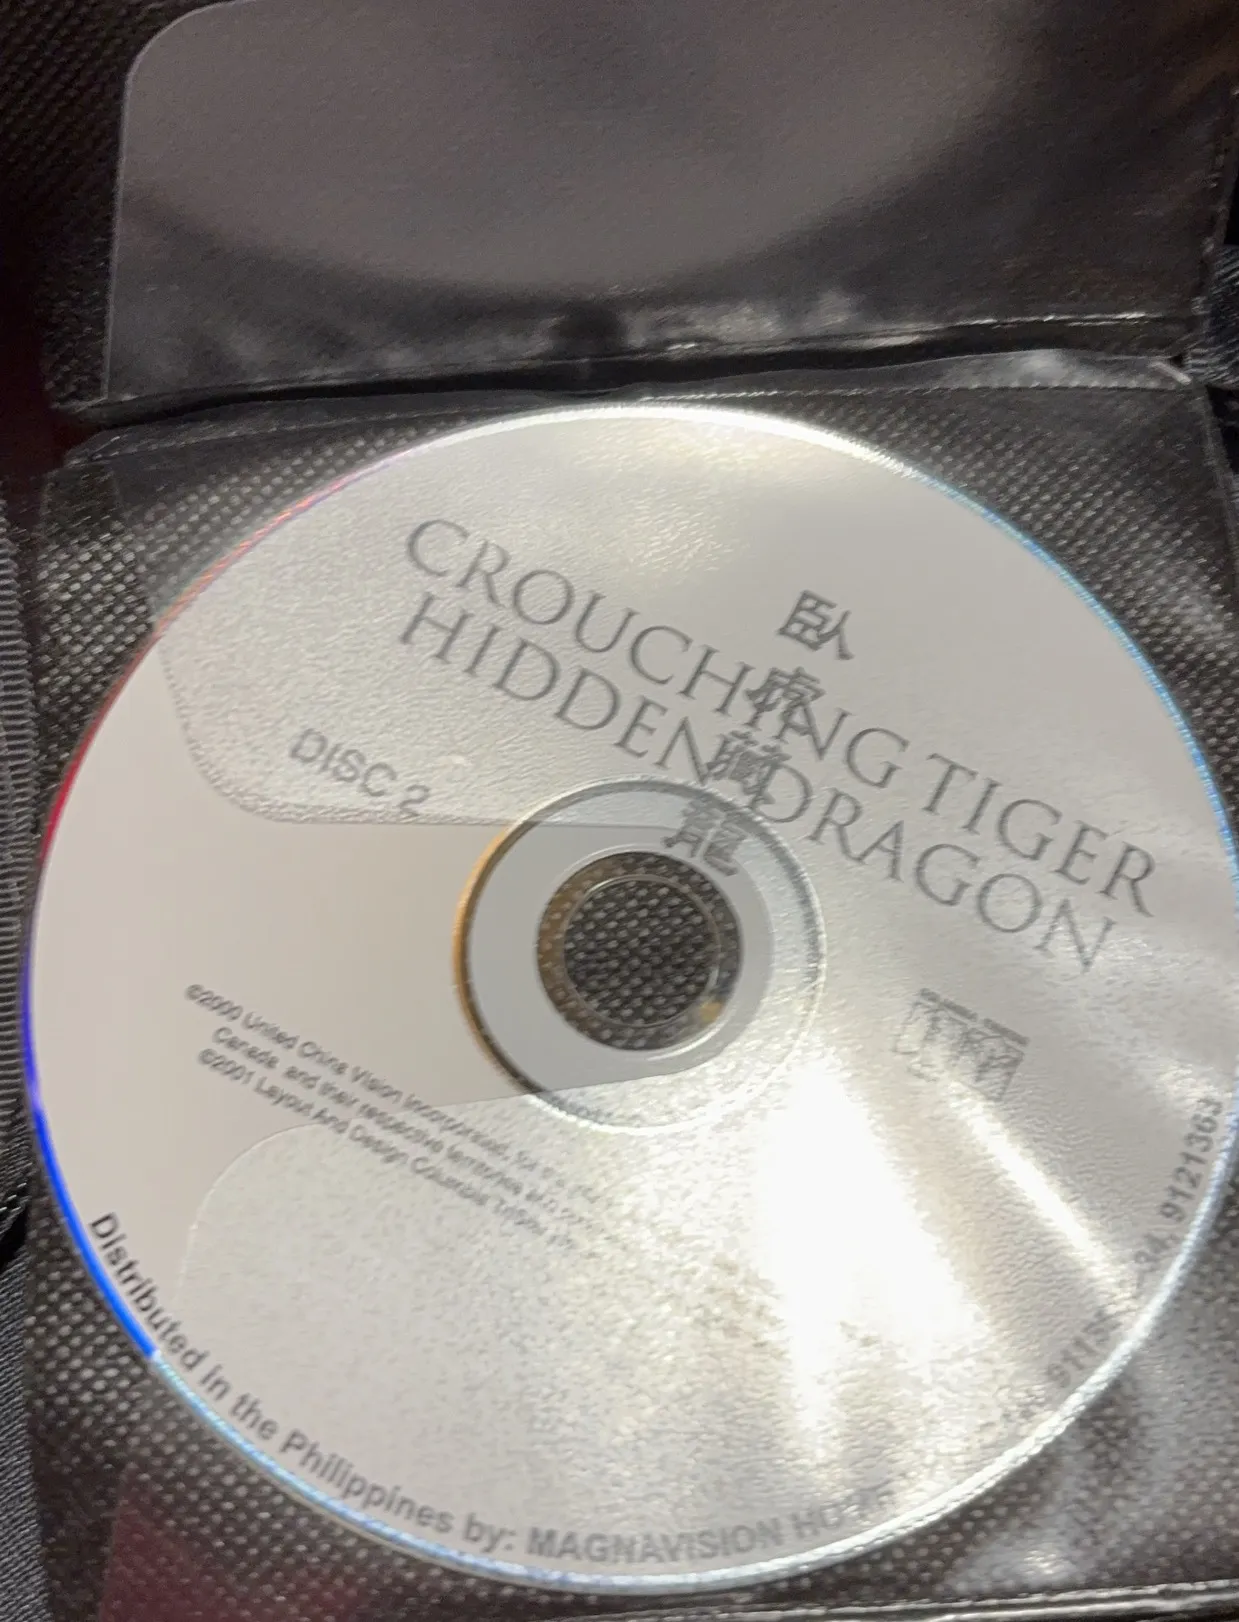 CROUCHING TIGER
HIDDEN DRAGON
臥
虎
藏
龍
DISC 2
©2000 United China Vision Incorporated,
Canada and their respective territories
©2001 Layout And Design Columbia
Distributed in the Philippines by: MAGNAVISION
9121363